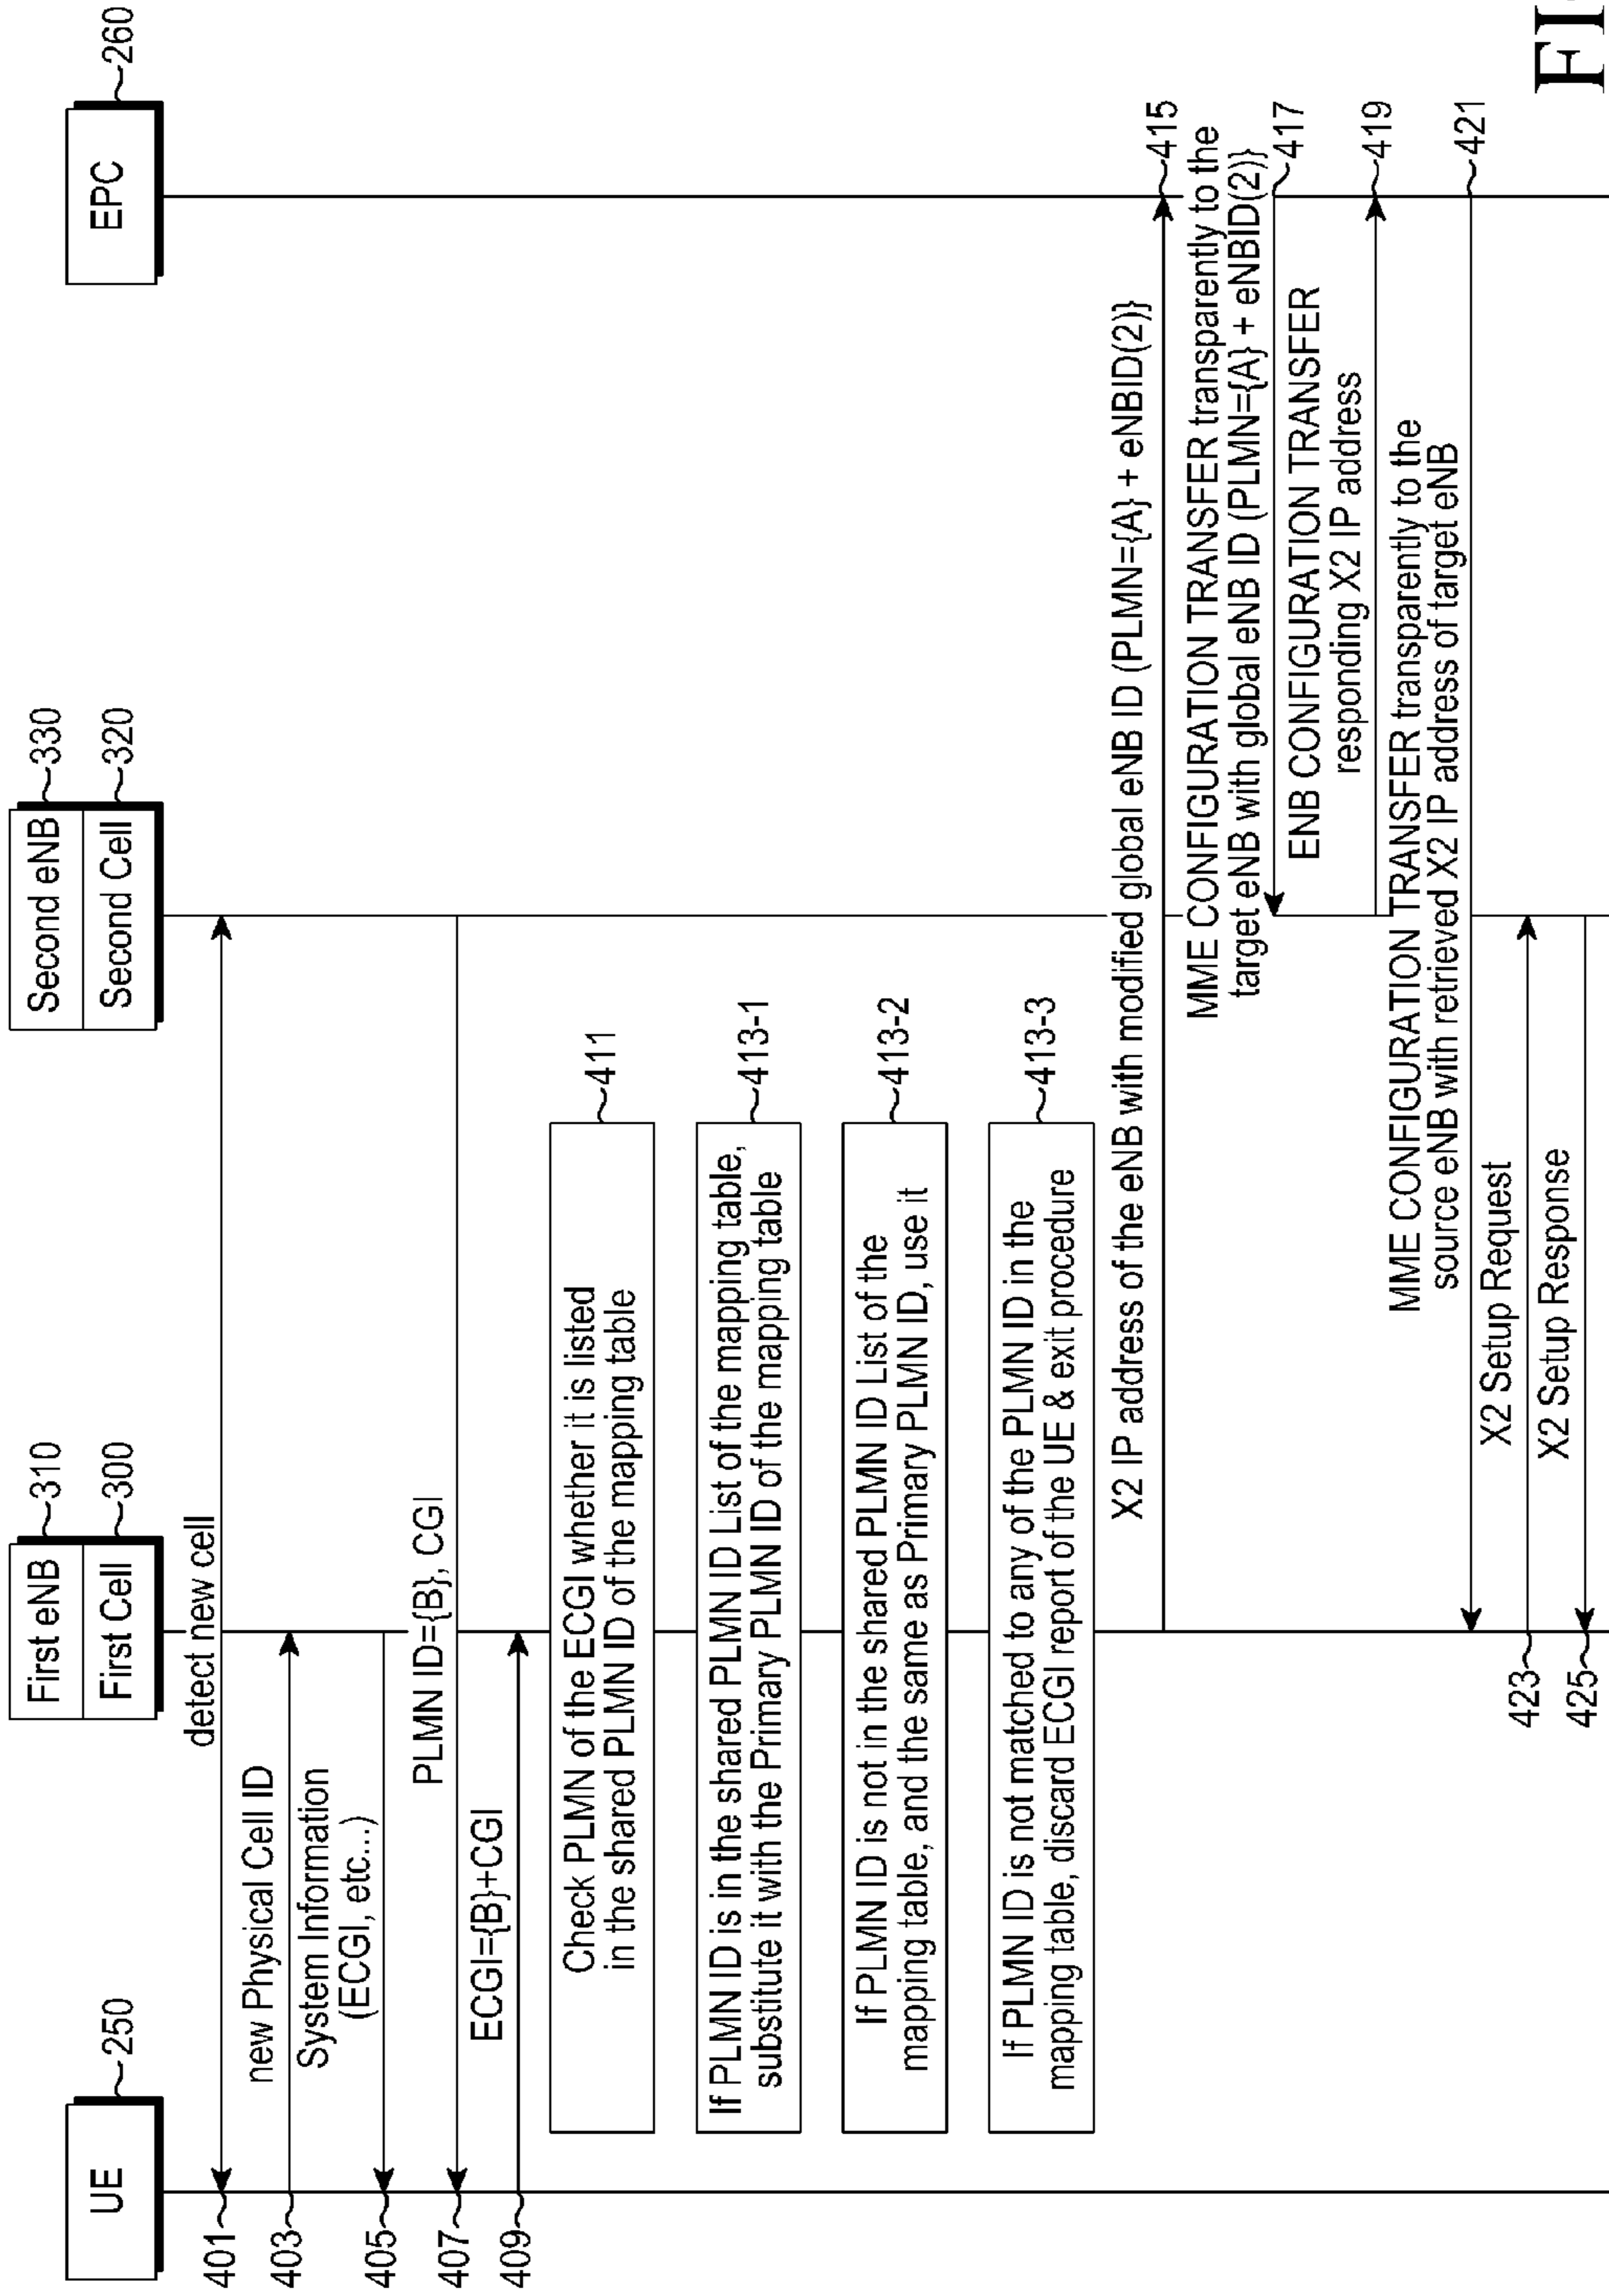 UE
250
First eNB
310
First Cell
300
Second eNB
330
Second Cell
320
EPC
260
401
detect new cell
403
new Physical Cell ID
405
System Information
(ECGI, etc...)
407
PLMN ID={B}, CGI
409
ECGI={B}+CGI
Check PLMN of the ECGI whether it is listed
in the shared PLMN ID of the mapping table
411
If PLMN ID is in the shared PLMN ID List of the mapping table,
substitute it with the Primary PLMN ID of the mapping table
413-1
If PLMN ID is not in the shared PLMN ID List of the
mapping table, and the same as Primary PLMN ID, use it
413-2
If PLMN ID is not matched to any of the PLMN ID in the
mapping table, discard ECGI report of the UE & exit procedure
413-3
X2 IP address of the eNB with modified global eNB ID (PLMN={A} + eNBID(2)}
415
MME CONFIGURATION TRANSFER transparently to the
target eNB with global eNB ID (PLMN={A} + eNBID(2)}
417
ENB CONFIGURATION TRANSFER
responding X2 IP address
419
MME CONFIGURATION TRANSFER transparently to the
source eNB with retrieved X2 IP address of target eNB
421
X2 Setup Request
423
X2 Setup Response
425